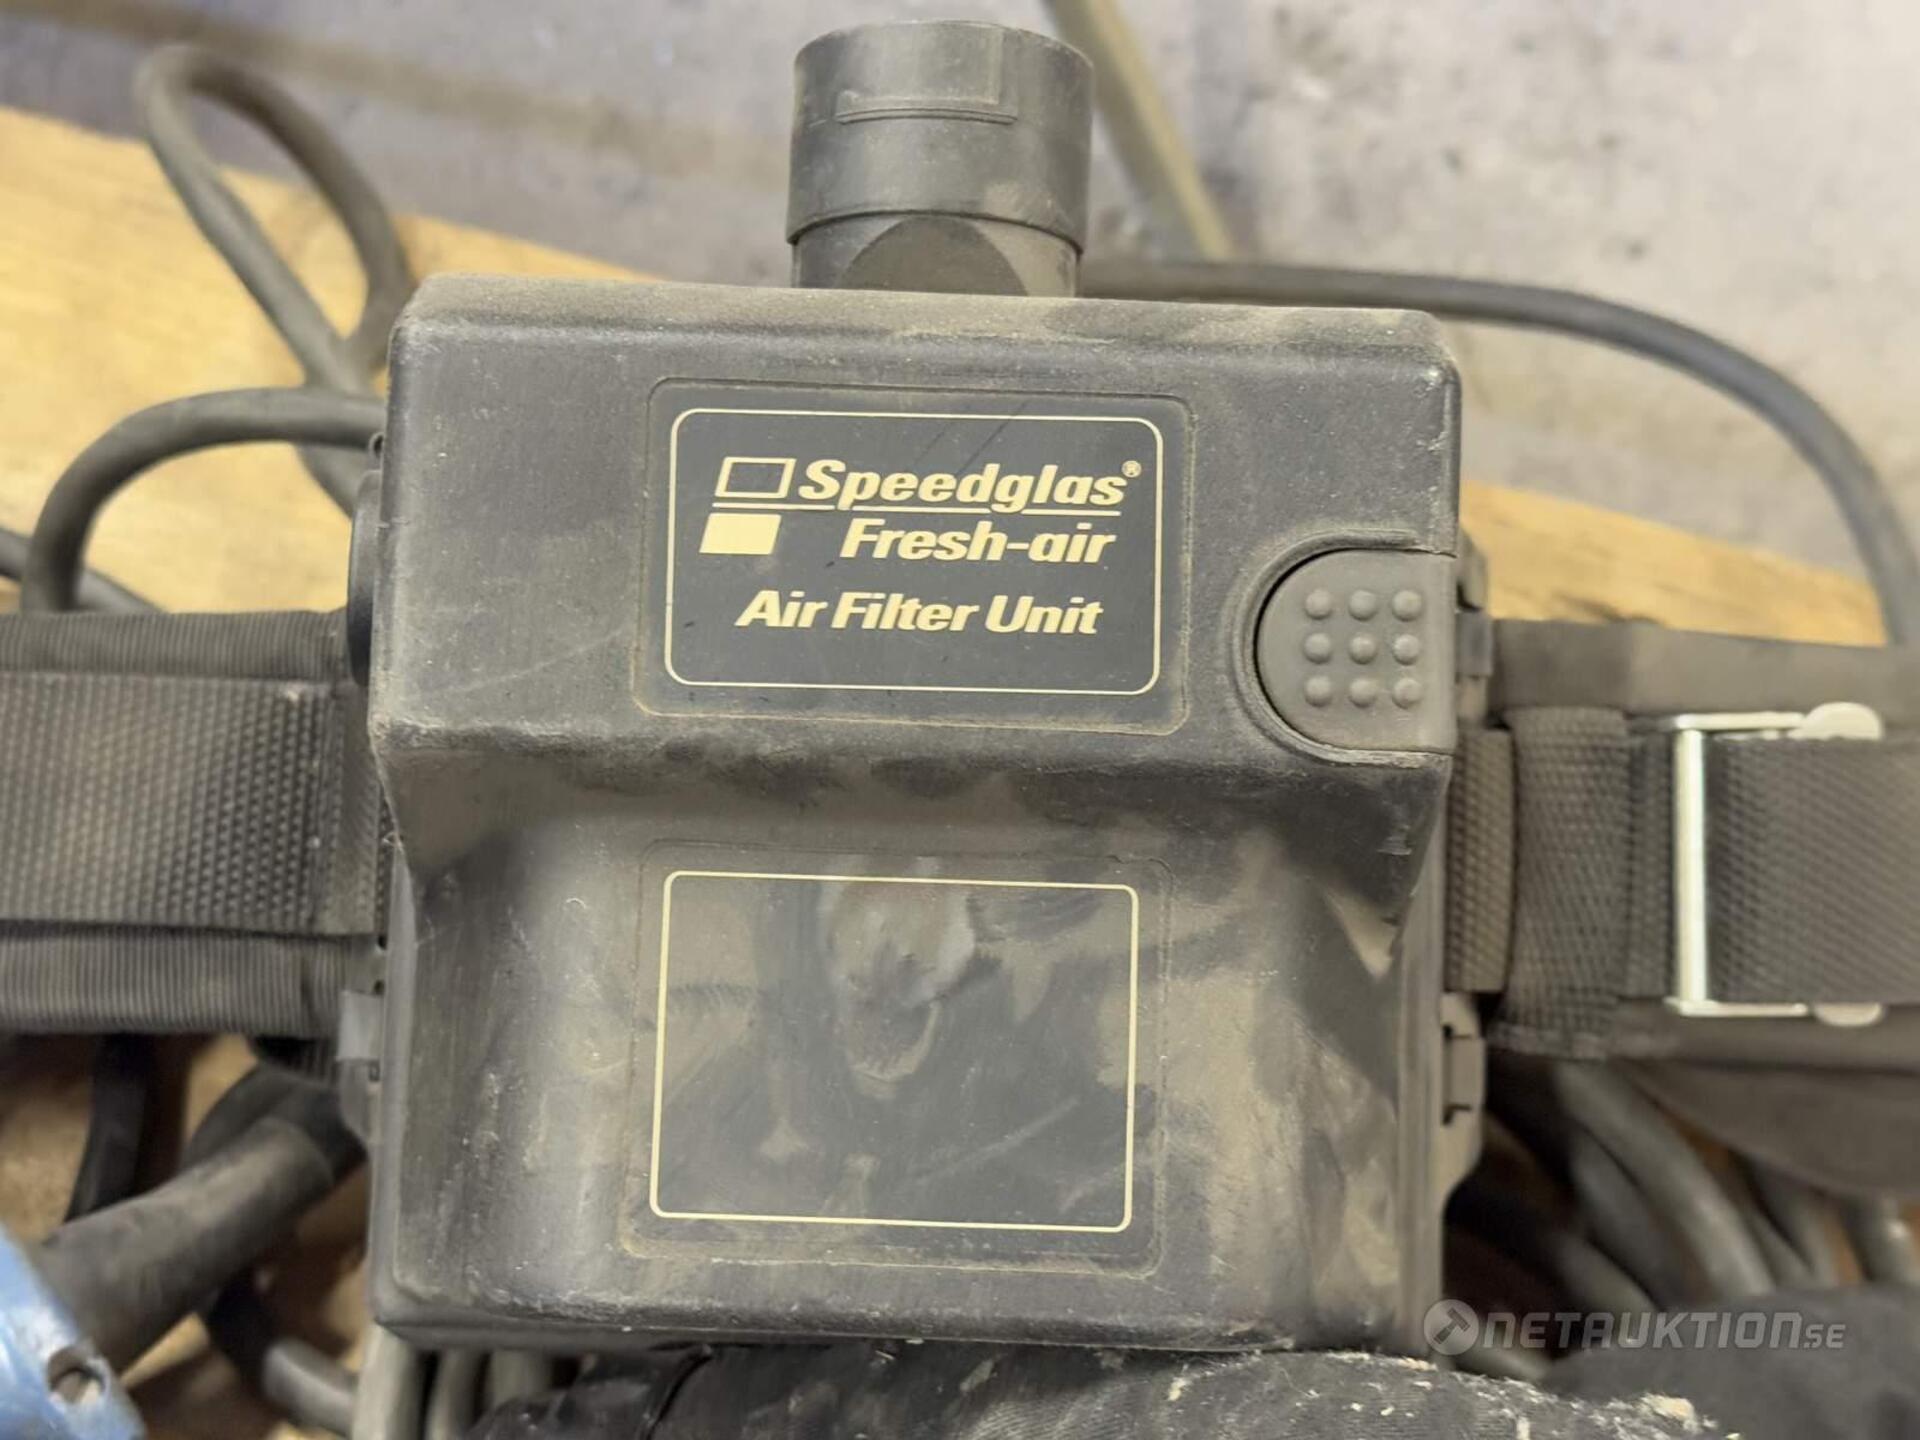 Speedglas®
Fresh-air
Air Filter Unit
NETAUKTION.SE